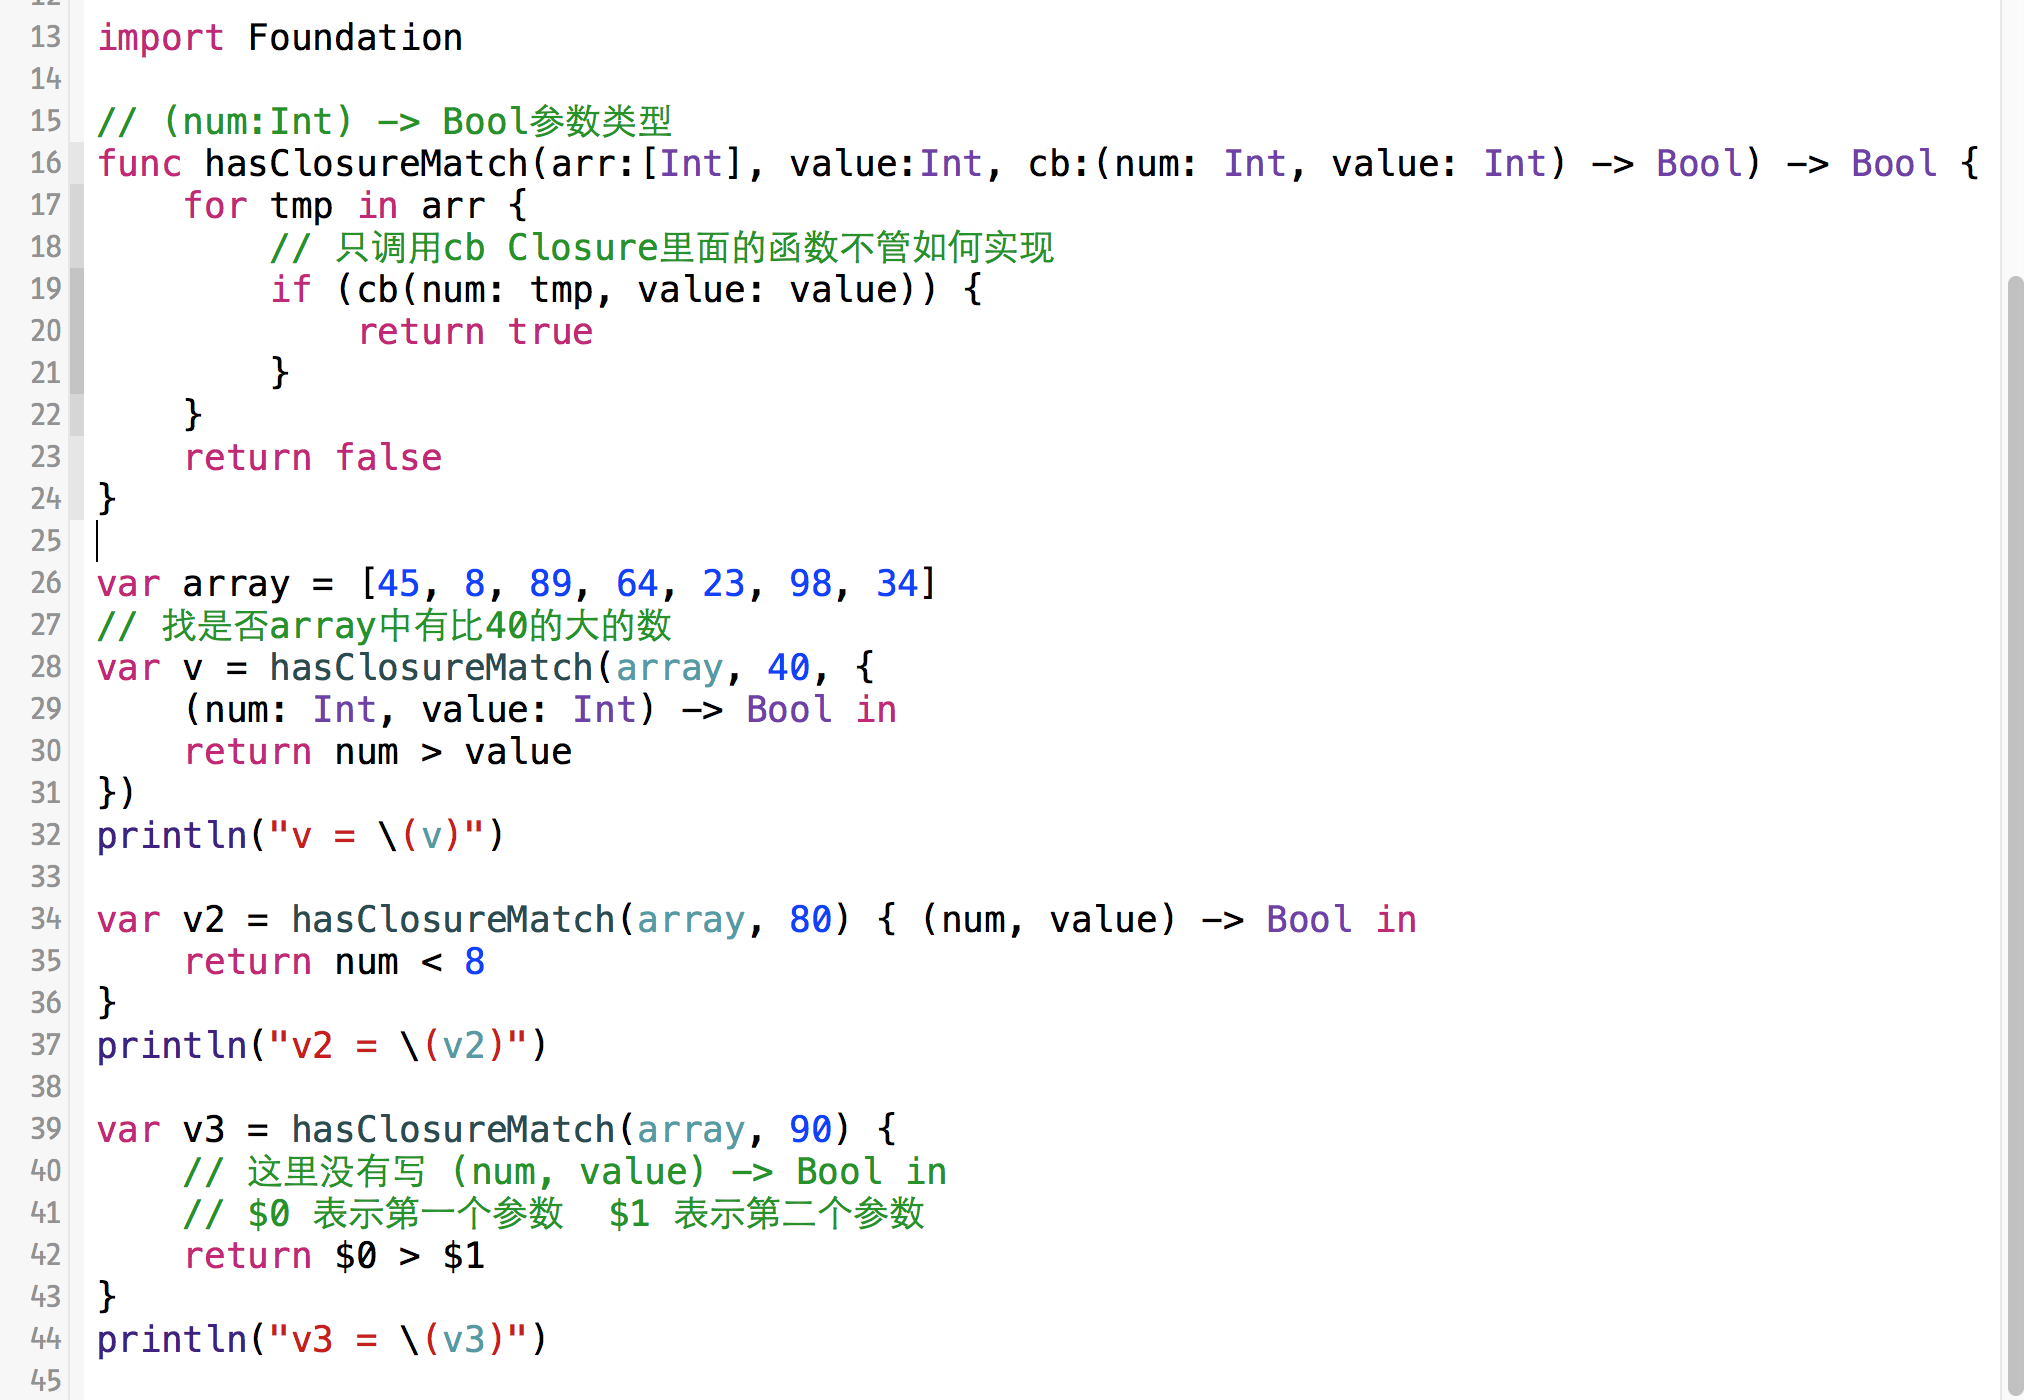 13 import Foundation
14
15 // (num:Int) -> Bool参数类型
16 func hasClosureMatch(arr:[Int], value:Int, cb:(num: Int, value: Int) -> Bool) -> Bool {
17     for tmp in arr {
18         // 只调用cb Closure里面的函数不管如何实现
19         if (cb(num: tmp, value: value)) {
20             return true
21         }
22     }
23     return false
24 }
25
26 var array = [45, 8, 89, 64, 23, 98, 34]
27 // 找是否array中有比40的大的数
28 var v = hasClosureMatch(array, 40, {
29     (num: Int, value: Int) -> Bool in
30     return num > value
31 })
32 println("v = \(v)")
33
34 var v2 = hasClosureMatch(array, 80) { (num, value) -> Bool in
35     return num < 8
36 }
37 println("v2 = \(v2)")
38
39 var v3 = hasClosureMatch(array, 90) {
40     // 这里没有写 (num, value) -> Bool in
41     // $0 表示第一个参数  $1 表示第二个参数
42     return $0 > $1
43 }
44 println("v3 = \(v3)")
45